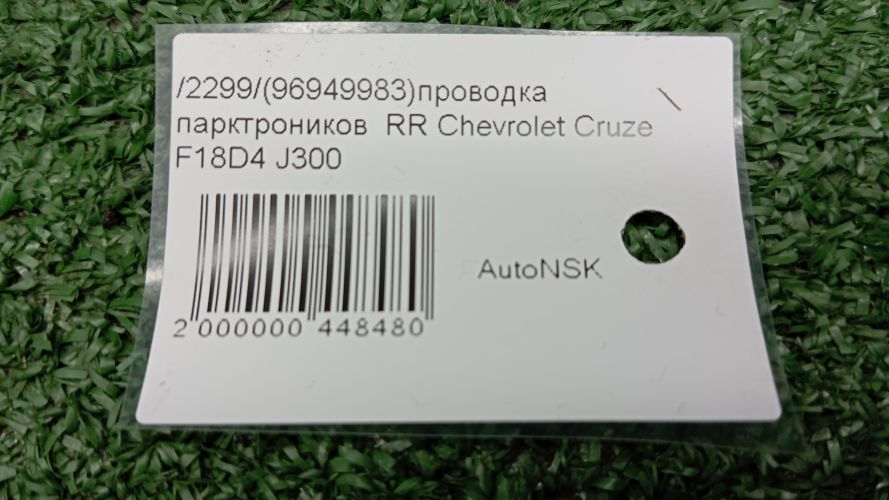 /2299/(96949983)проводка
парктроников RR Chevrolet Cruze
F18D4 J300
AutoNSK
2 000000 448480